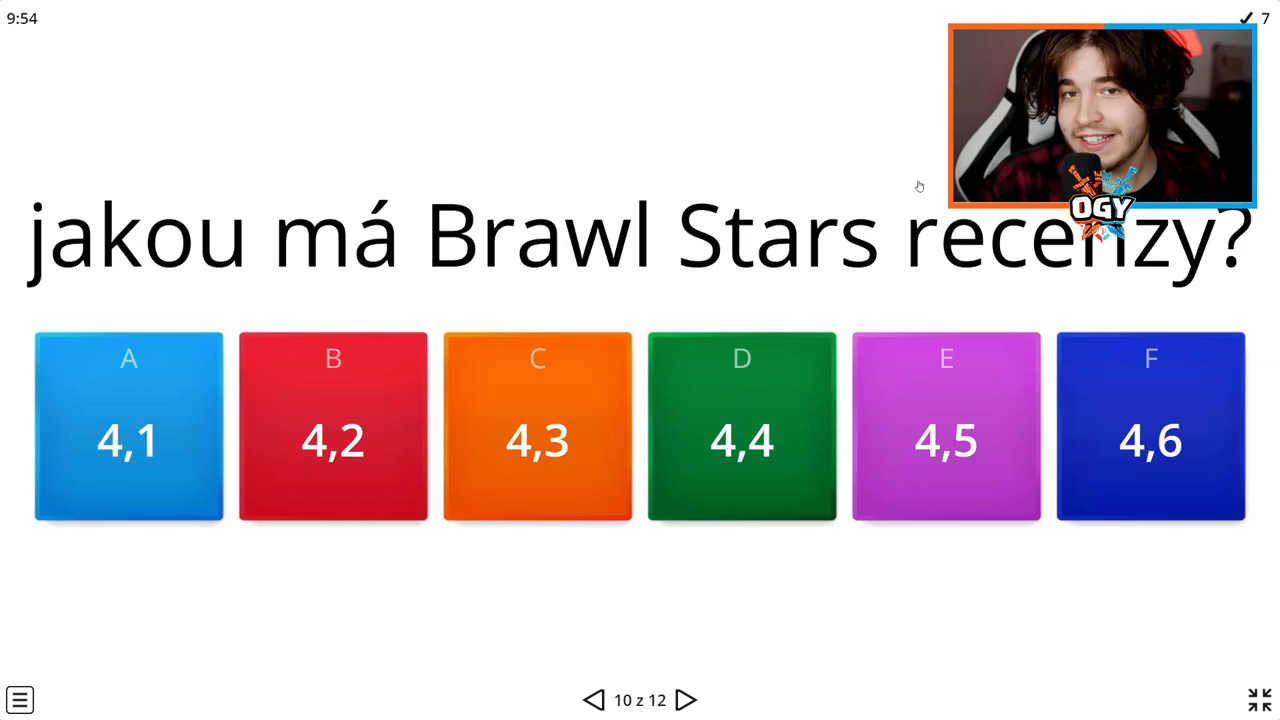 9:54
7
OGY
jakou má Brawl Stars recenzy?
A
B
C
D
E
F
4,1
4,2
4,3
4,4
4,5
4,6
10 z 12